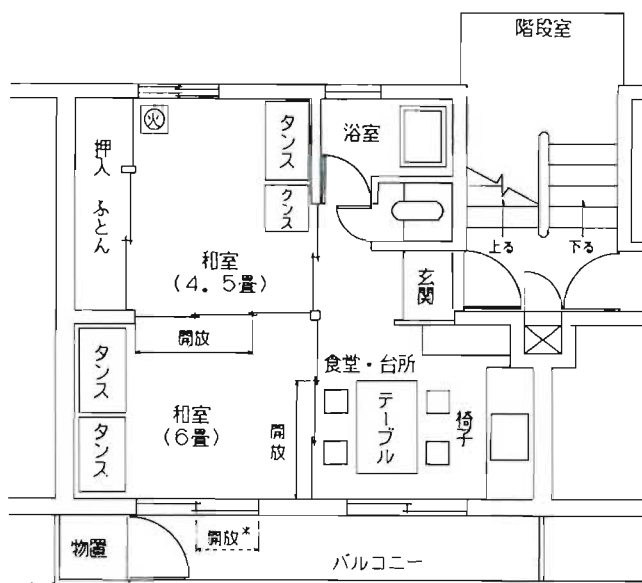 階段室
火
タンス
浴室
押入 ふとん
クンス
上る
下る
和室
(4.5畳)
玄関
開放
食堂・台所
タンス
和室
(6畳)
開放
テーブル
椅子
タンス
物置
開放*
バルコニー